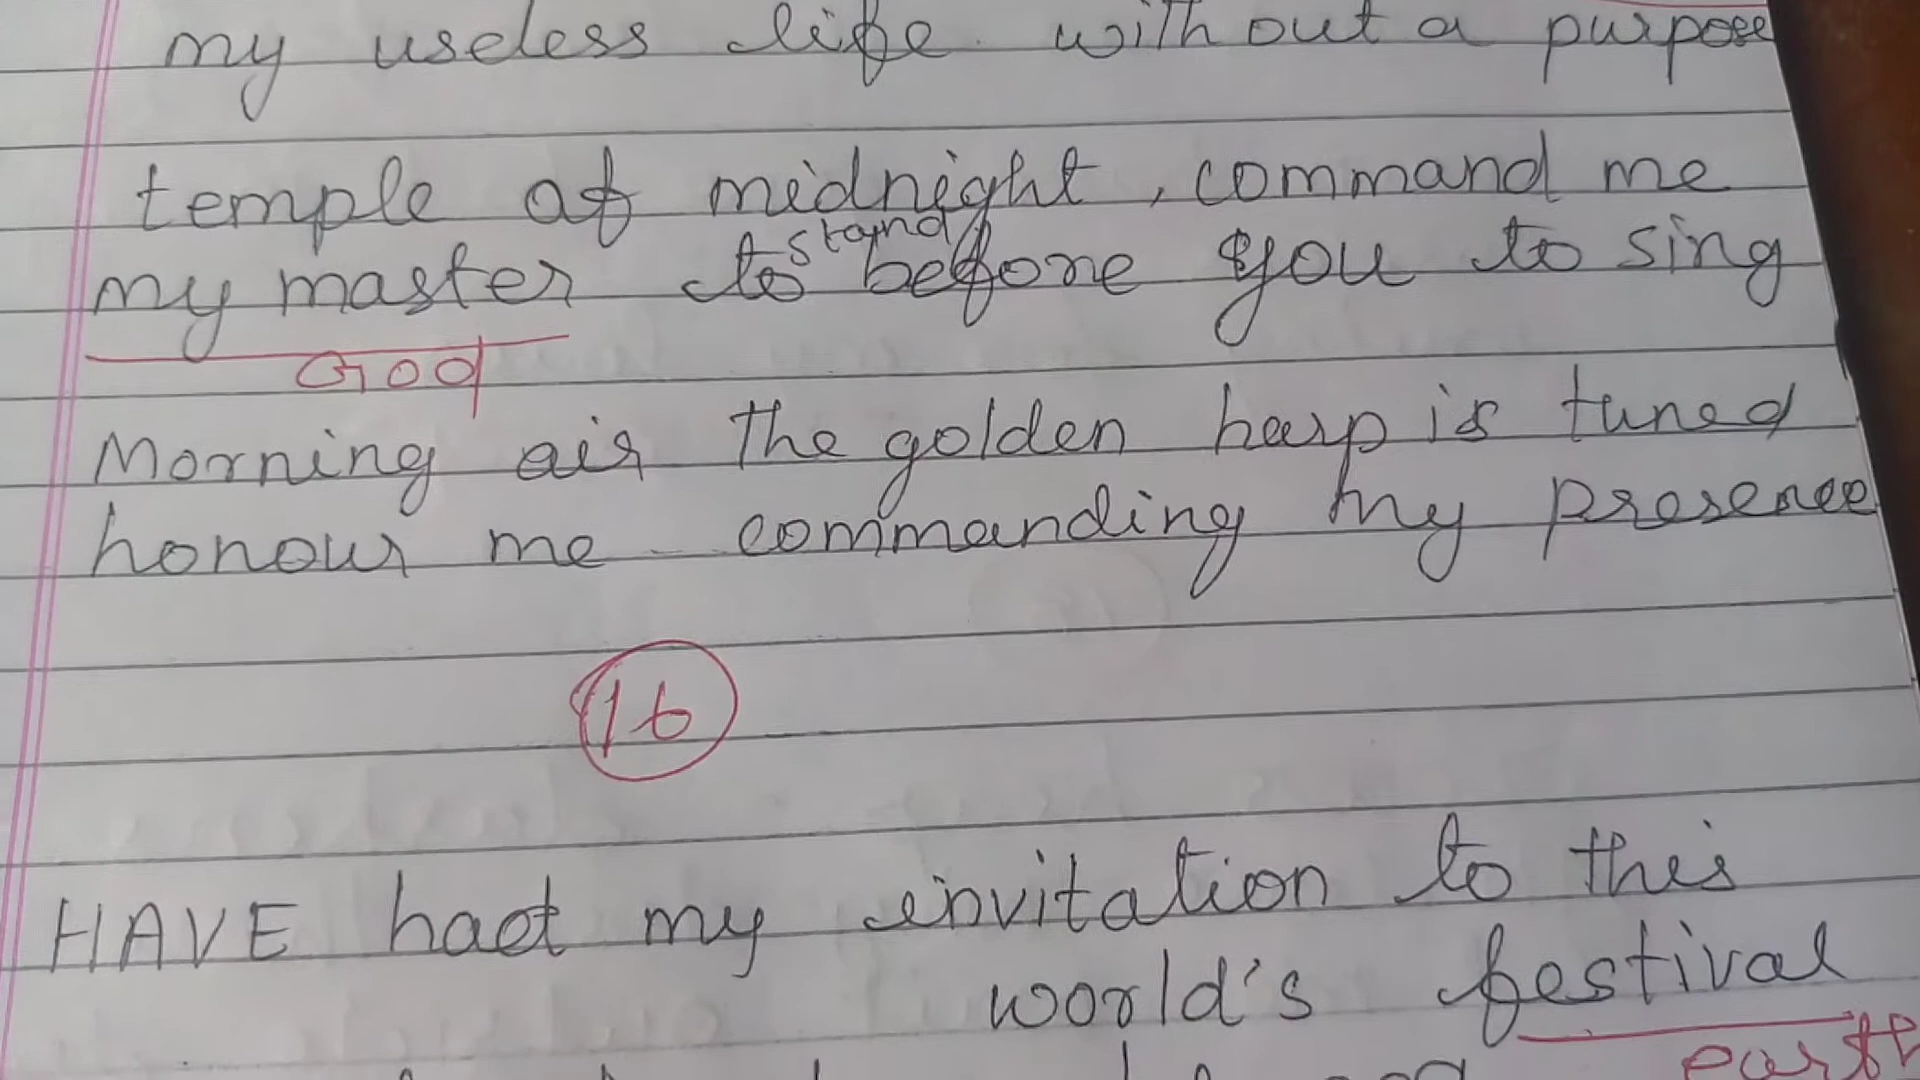 my useless life without a purpose
temple of midnight, command me
stand
my master to before you to sing
God
Morning air the golden harp is tuned
honour me commanding my presence
16
HAVE had my invitation to this
world's festival
earth